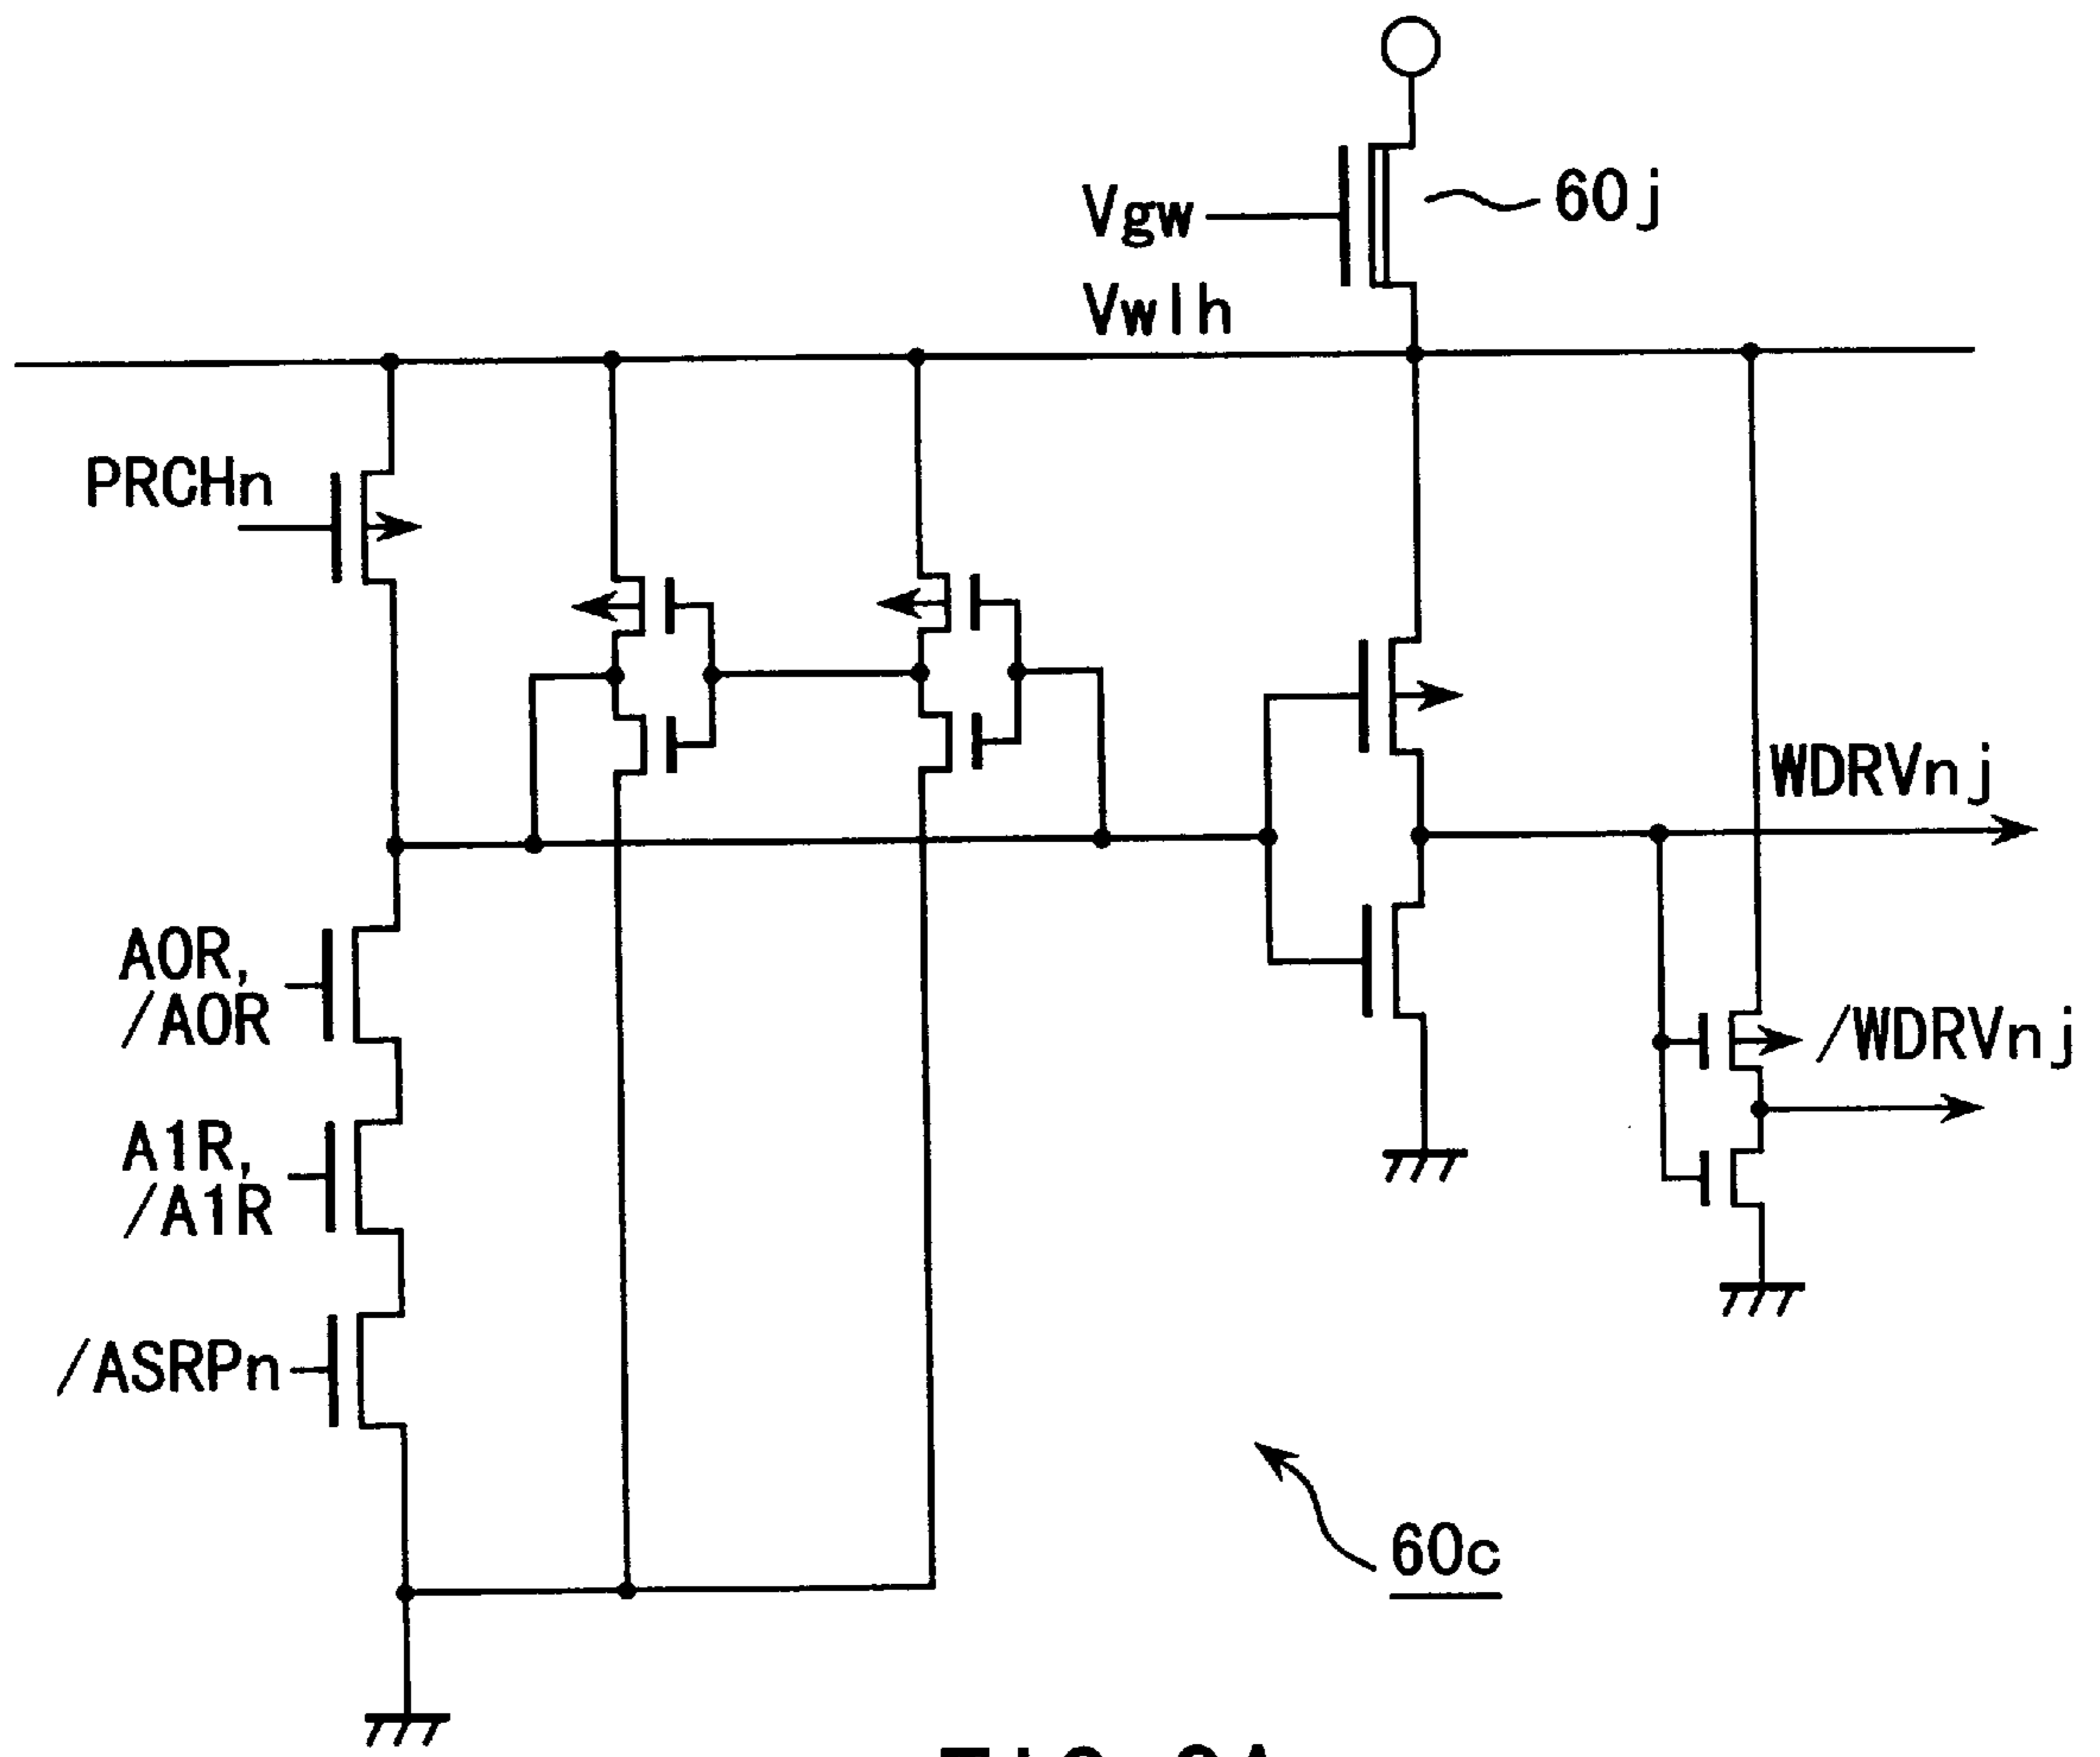 60j
Vgw
Vwlh
PRCHn
WDRVnj
A0R,
/A0R
/WDRVnj
A1R,
/A1R
/ASRPn
60c